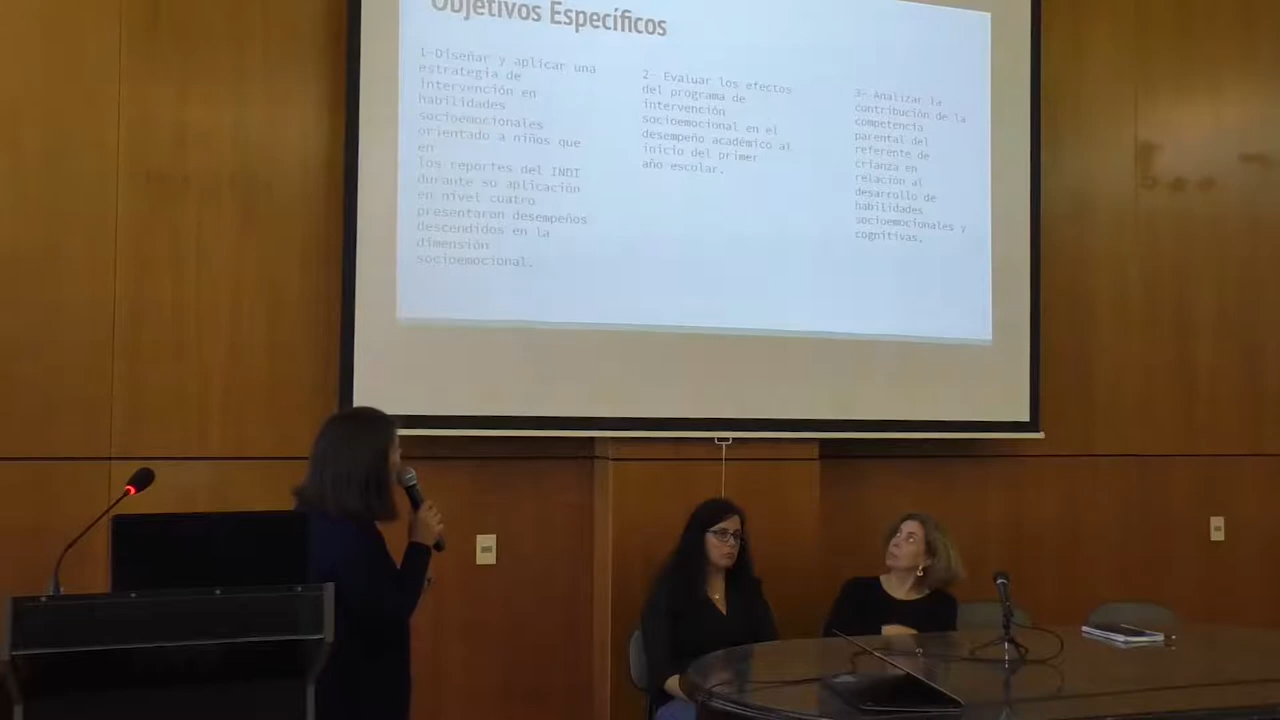 Objetivos Específicos
1-Diseñar y aplicar una
estrategia de
intervención en
habilidades
socioemocionales
orientado a niños que
en
los reportes del INDI
durante su aplicación
en nivel cuatro
presentaron desempeños
descendidos en la
dimensión
socioemocional.
2- Evaluar los efectos
del programa de
intervención
socioemocional en el
desempeño académico al
inicio del primer
año escolar.
3- Analizar la
contribución de la
competencia
parental del
referente de
crianza en
relación al
desarrollo de
habilidades
socioemocionales y
cognitivas.